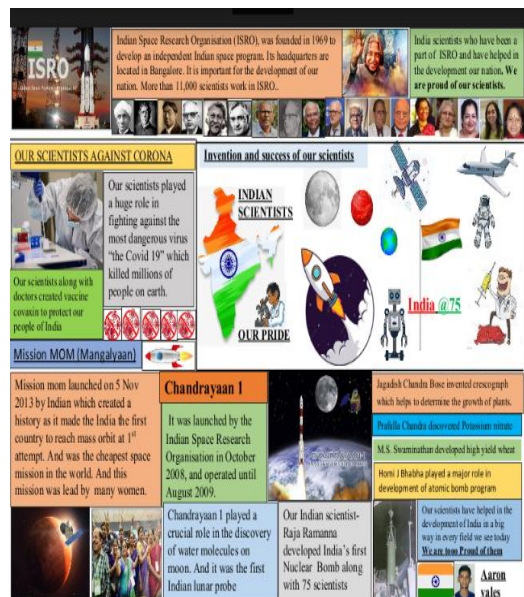 ISRO
Indian Space Research Organisation (ISRO), was founded in 1969 to
develop an independent Indian space program. Its headquarters are
located in Bangalore. It is important for the development of our
nation. More than 11,000 scientists work in ISRO..
India scientists who have been a
part of ISRO and have helped in
the development our nation. We
are proud of our scientists.
OUR SCIENTISTS AGAINST CORONA
Our scientists played
a huge role in
fighting against the
most dangerous virus
“the Covid 19” which
killed millions of
people on earth.
Our scientists along with
doctors created vaccine
covaxin to protect our
people of India
Invention and success of our scientists
INDIAN
SCIENTISTS
OUR PRIDE
India @75
Mission MOM (Mangalyaan)
Mission mom launched on 5 Nov
2013 by Indian which created a
history as it made the India the first
country to reach mass orbit at 1st
attempt. And was the cheapest space
mission in the world. And this
mission was lead by many women.
Chandrayaan 1
It was launched by the
Indian Space Research
Organisation in October
2008, and operated until
August 2009.
Chandrayaan 1 played a
crucial role in the discovery
of water molecules on
moon. And it was the first
Indian lunar probe
Our Indian scientist-
Raja Ramanna
developed India’s first
Nuclear Bomb along
with 75 scientists
Jagadish Chandra Bose invented crescograph
which helps to determine the growth of plants.
Prafulla Chandra discovered Potassium nitrate
M.S. Swaminathan developed high yield wheat
Homi J Bhabha played a major role in
development of atomic bomb program
Our scientists have helped in the
development of India in a big
way in every field we see today
We are tooo Proud of them
Aaron
vales